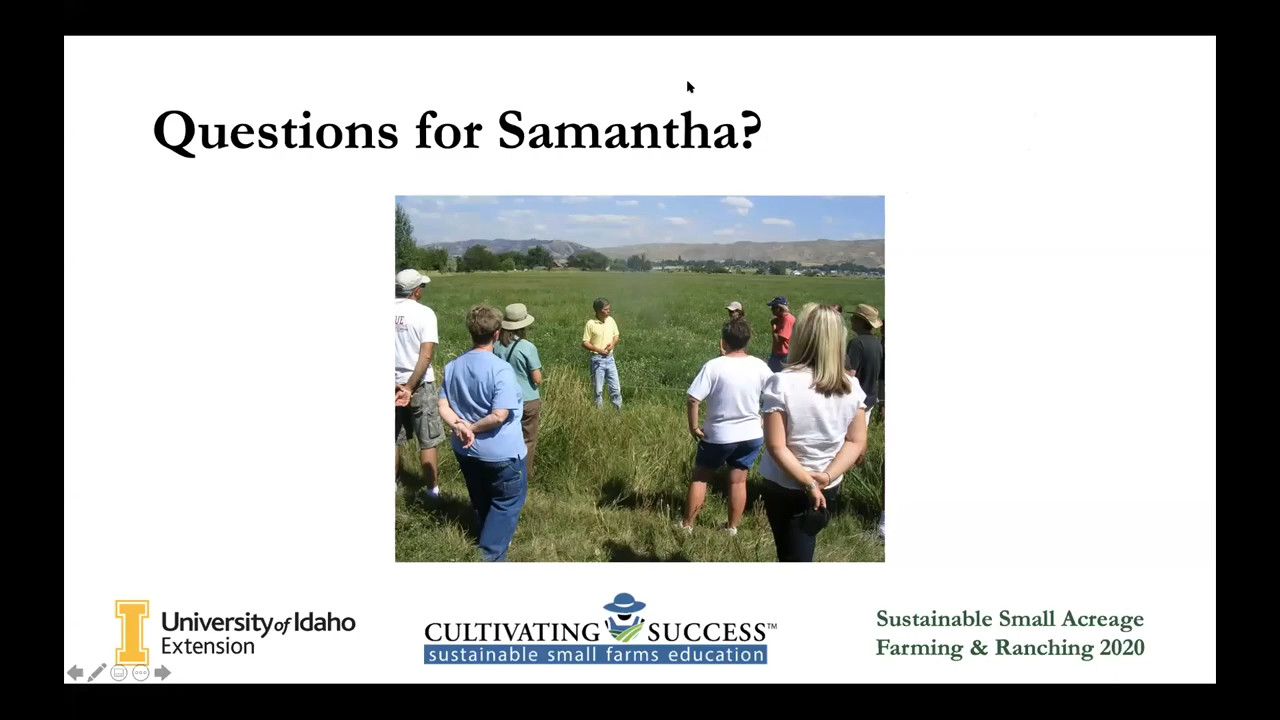 Questions for Samantha?
University of Idaho
Extension
CULTIVATING SUCCESS™
sustainable small farms education
Sustainable Small Acreage
Farming & Ranching 2020